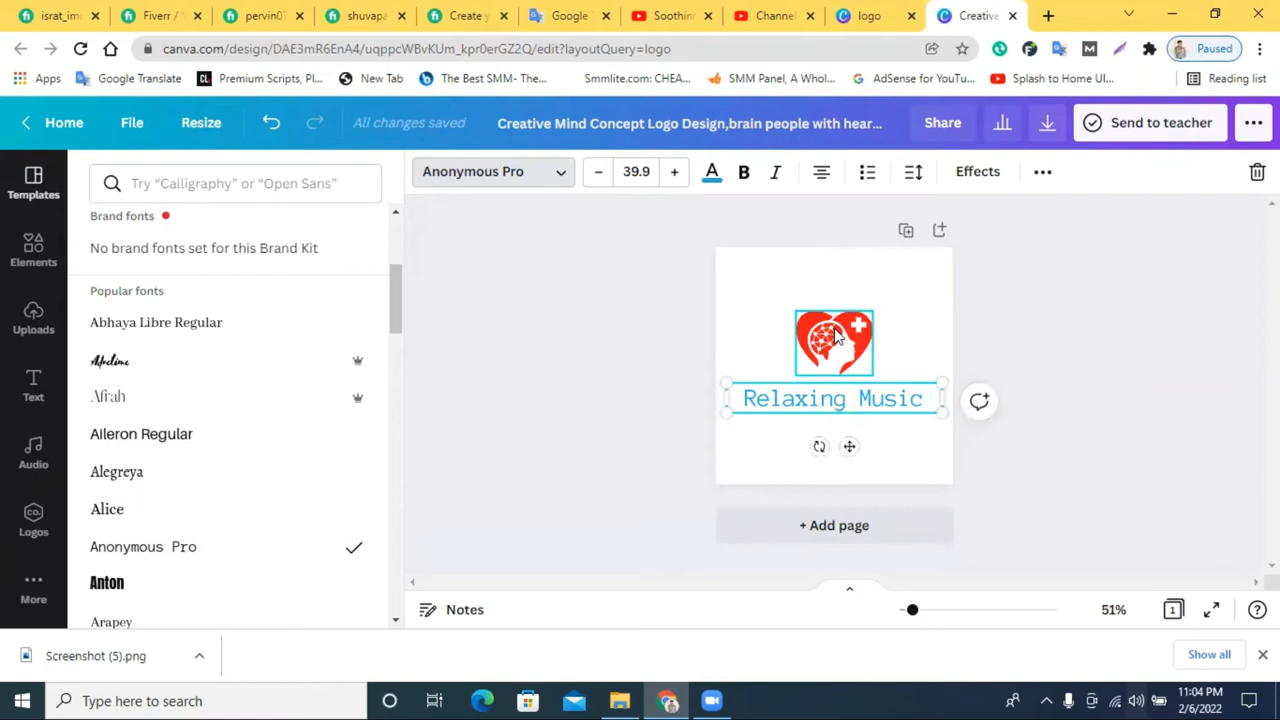 israt_im
Fiverr /
pervin07
shuvapa
Create y
Google
Soothin
Channel
logo
Creative
canva.com/design/DAE3mR6EnA4/uqppcWBvKUm_kpr0erGZ2Q/edit?layoutQuery=logo
Paused
Apps
Google Translate
CL
Premium Scripts, Pl...
New Tab
The Best SMM- The...
Smmlite.com: CHEA...
SMM Panel, A Whol...
AdSense for YouTu...
Splash to Home UI...
Reading list
Home
File
Resize
All changes saved
Creative Mind Concept Logo Design,brain people with hear...
Share
Send to teacher
Templates
Elements
Uploads
Text
Audio
Logos
More
Try “Calligraphy” or “Open Sans”
Brand fonts
No brand fonts set for this Brand Kit
Popular fonts
Abhaya Libre Regular
Afrah
Aileron Regular
Alegreya
Alice
Anonymous Pro
Anton
Arapey
Anonymous Pro
39.9
A
B
I
Effects
Relaxing Music
+ Add page
Notes
51%
1
Screenshot (5).png
Show all
Type here to search
11:04 PM
2/6/2022